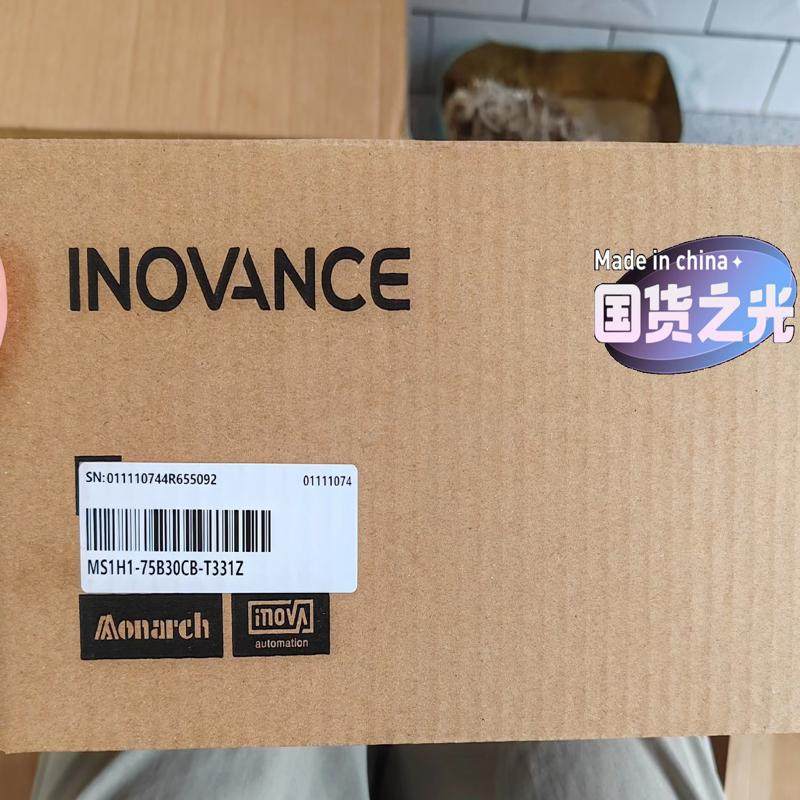 INOVANCE
Made in china
国货之光
SN:011110744R655092
01111074
MS1H1-75B30CB-T331Z
Monarch
inova
automation